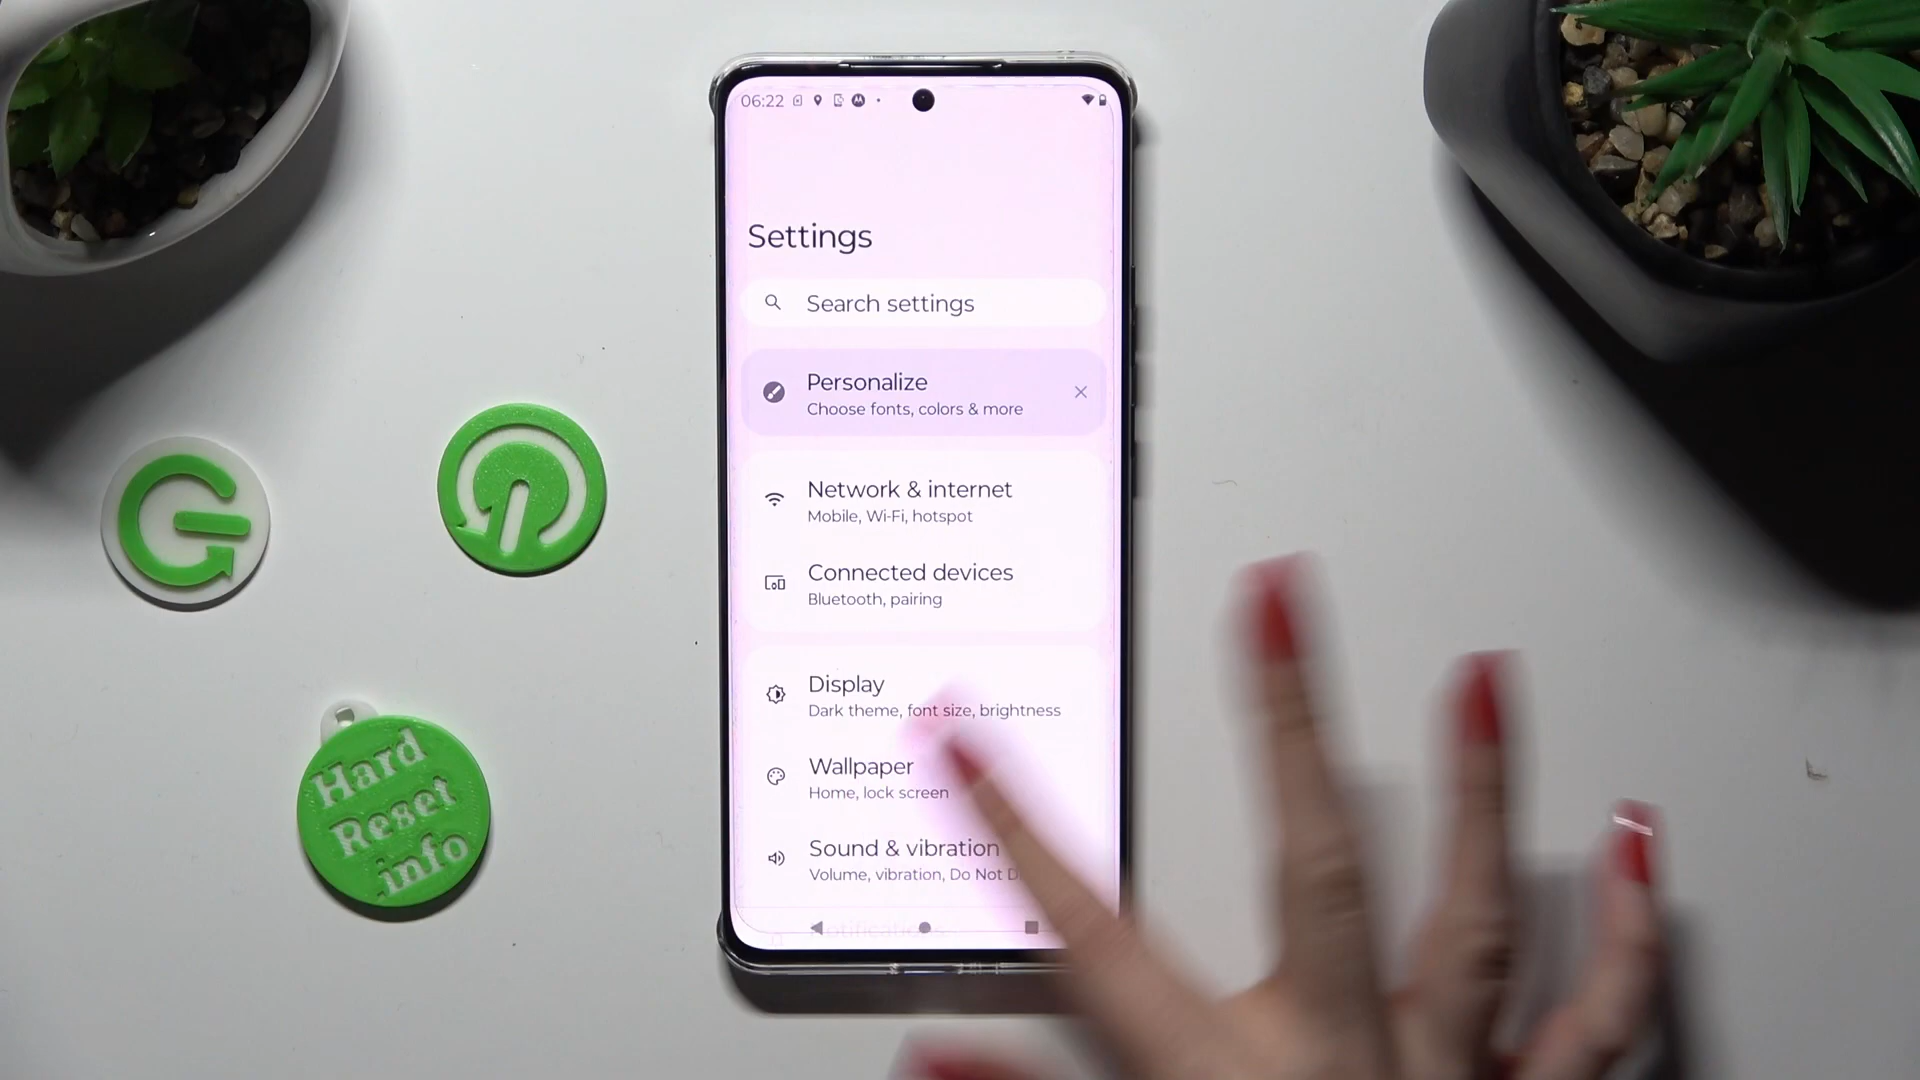 06:22
Settings
Search settings
Personalize
Choose fonts, colors & more
Network & internet
Mobile, Wi-Fi, hotspot
Connected devices
Bluetooth, pairing
Display
Dark theme, font size, brightness
Wallpaper
Home, lock screen
Sound & vibration
Volume, vibration, Do Not D
Notifications
Hard
Reset
.info